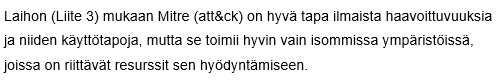 Laihon (Liite 3) mukaan Mitre (att&ck) on hyvä tapa ilmaista haavoittuvuuksia
ja niiden käyttötapoja, mutta se toimii hyvin vain isommissa ympäristöissä,
joissa on riittävät resurssit sen hyödyntämiseen.